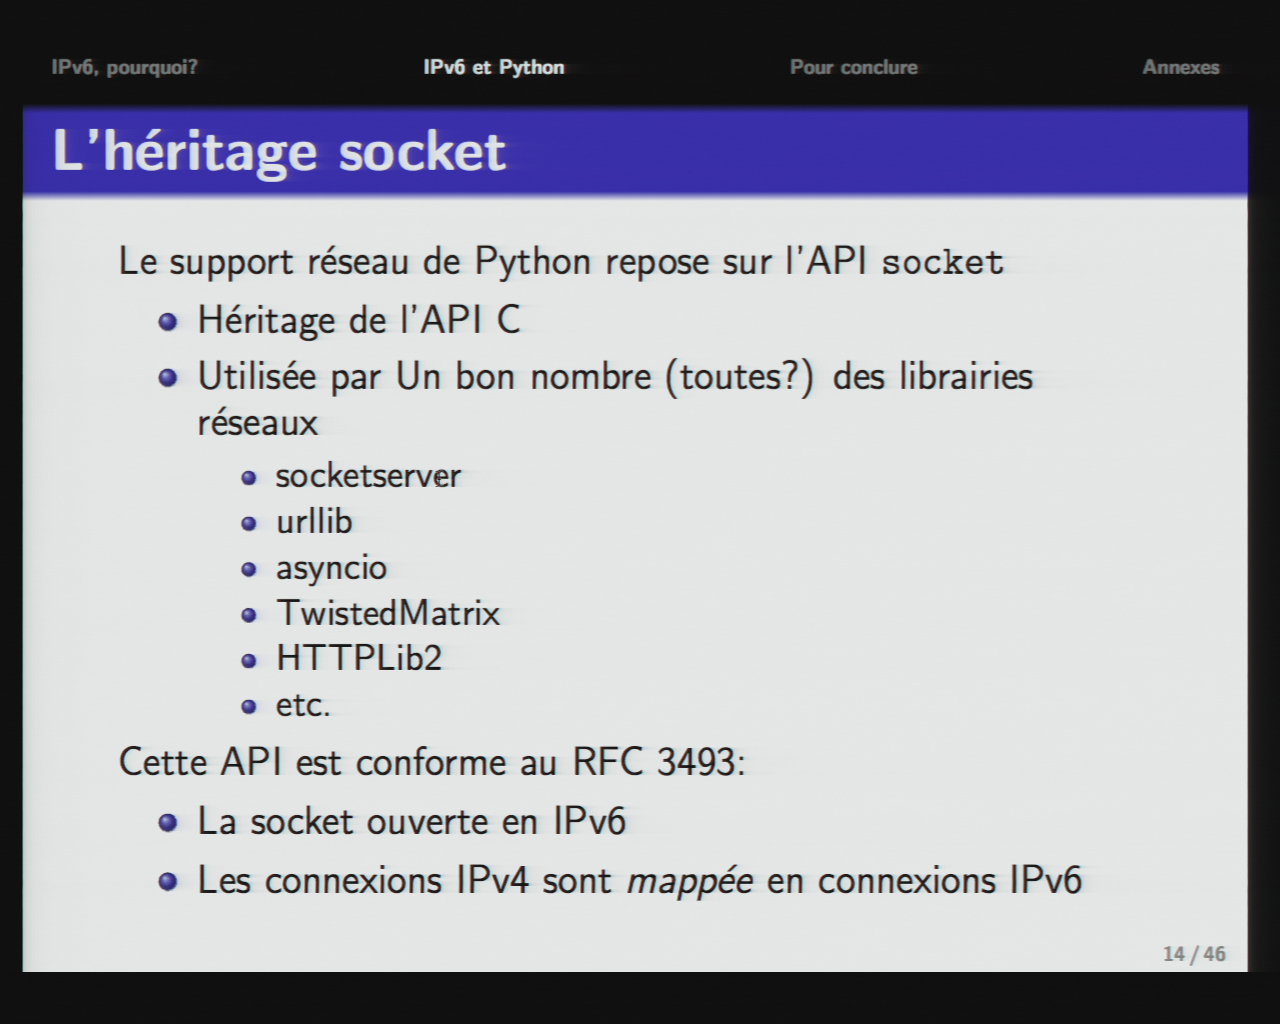 IPv6, pourquoi? IPv6 et Python Pour conclure Annexes
L'héritage socket
Le support réseau de Python repose sur l'API socket
Héritage de l'API C
Utilisée par Un bon nombre (toutes?) des librairies
réseaux
socketserver
urllib
asyncio
TwistedMatrix
HTTPLib2
etc.
Cette API est conforme au RFC 3493:
La socket ouverte en IPv6
Les connexions IPv4 sont mappée en connexions IPv6
14 / 46